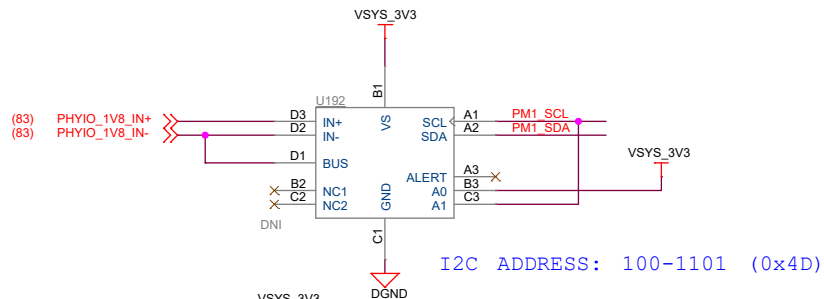 VSYS_3V3
U192
B1
(83) PHYIO_1V8_IN+ D3 IN+ VS SCL A1 PM1_SCL
(83) PHYIO_1V8_IN- D2 IN- SDA A2 PM1_SDA
D1 BUS
VSYS_3V3
ALERT A3
B2 NC1 A0 B3
C2 NC2 GND A1 C3
DNI
C1
I2C ADDRESS: 100-1101 (0x4D)
DGND
VSYS_3V3